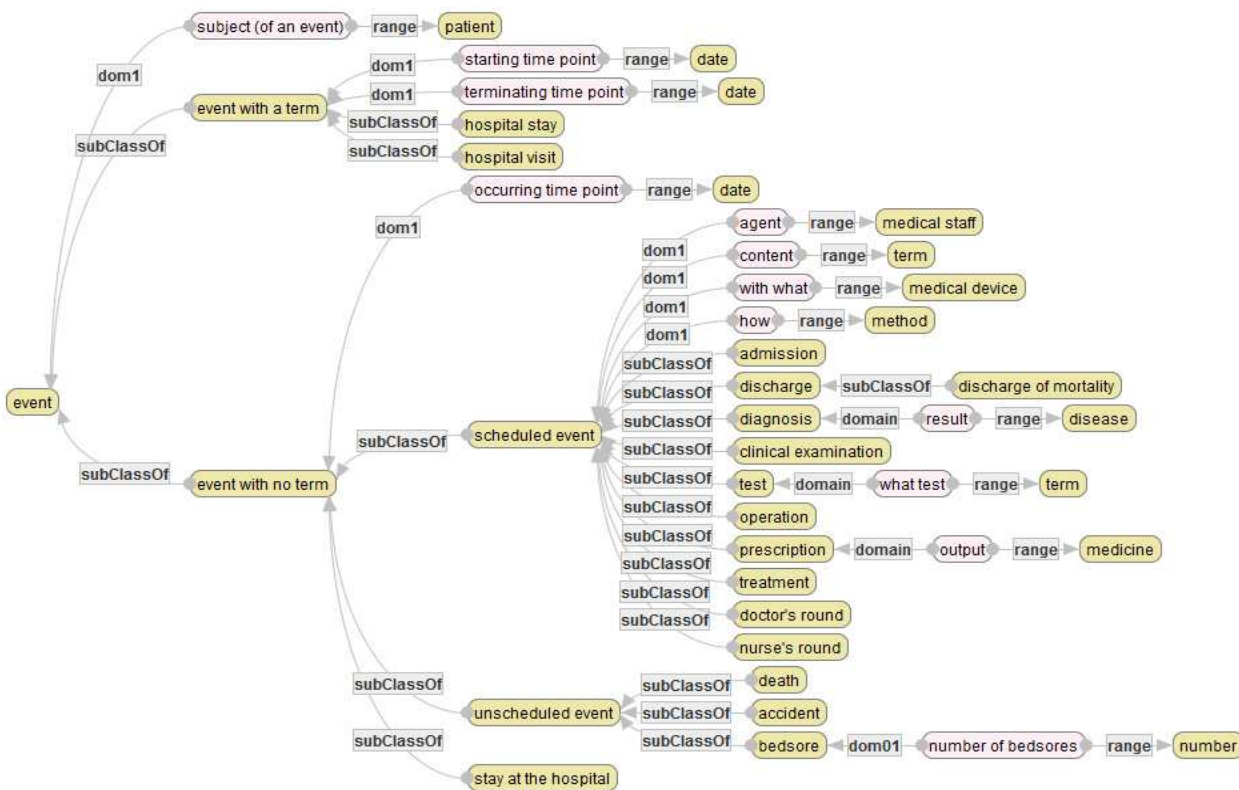 subject (of an event) range patient
dom1 starting time point range date
dom1
dom1 terminating time point range date
event with a term
subClassOf hospital stay
subClassOf
subClassOf hospital visit
occurring time point range date
agent range medical staff
dom1
dom1 content range term
dom1
with what range medical device
dom1
how range method
dom1
subClassOf admission
subClassOf discharge subClassOf discharge of mortality
event
subClassOf diagnosis domain result range disease
subClassOf scheduled event
subClassOf clinical examination
subClassOf event with no term
subClassOf test domain what test range term
subClassOf operation
subClassOf prescription domain output range medicine
subClassOf treatment
subClassOf doctor's round
subClassOf nurse's round
subClassOf death
subClassOf
unscheduled event subClassOf accident
subClassOf
subClassOf bedsore dom01 number of bedsores range number
stay at the hospital